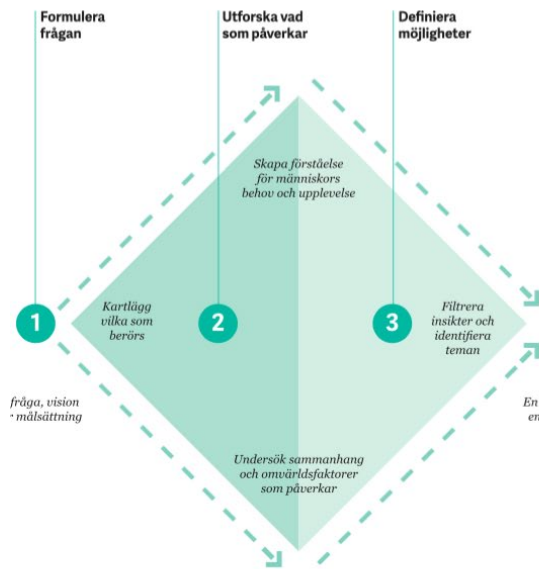 Formulera
frågan
Utforska vad
som påverkar
Definiera
möjligheter
Skapa förståelse
för människors
behov och upplevelse
1
Kartlägg
vilka som
berörs
2
3
Filtrera
insikter och
identifiera
teman
fråga, vision
målsättning
En
en
Undersök sammanhang
och omvärldsfaktorer
som påverkar